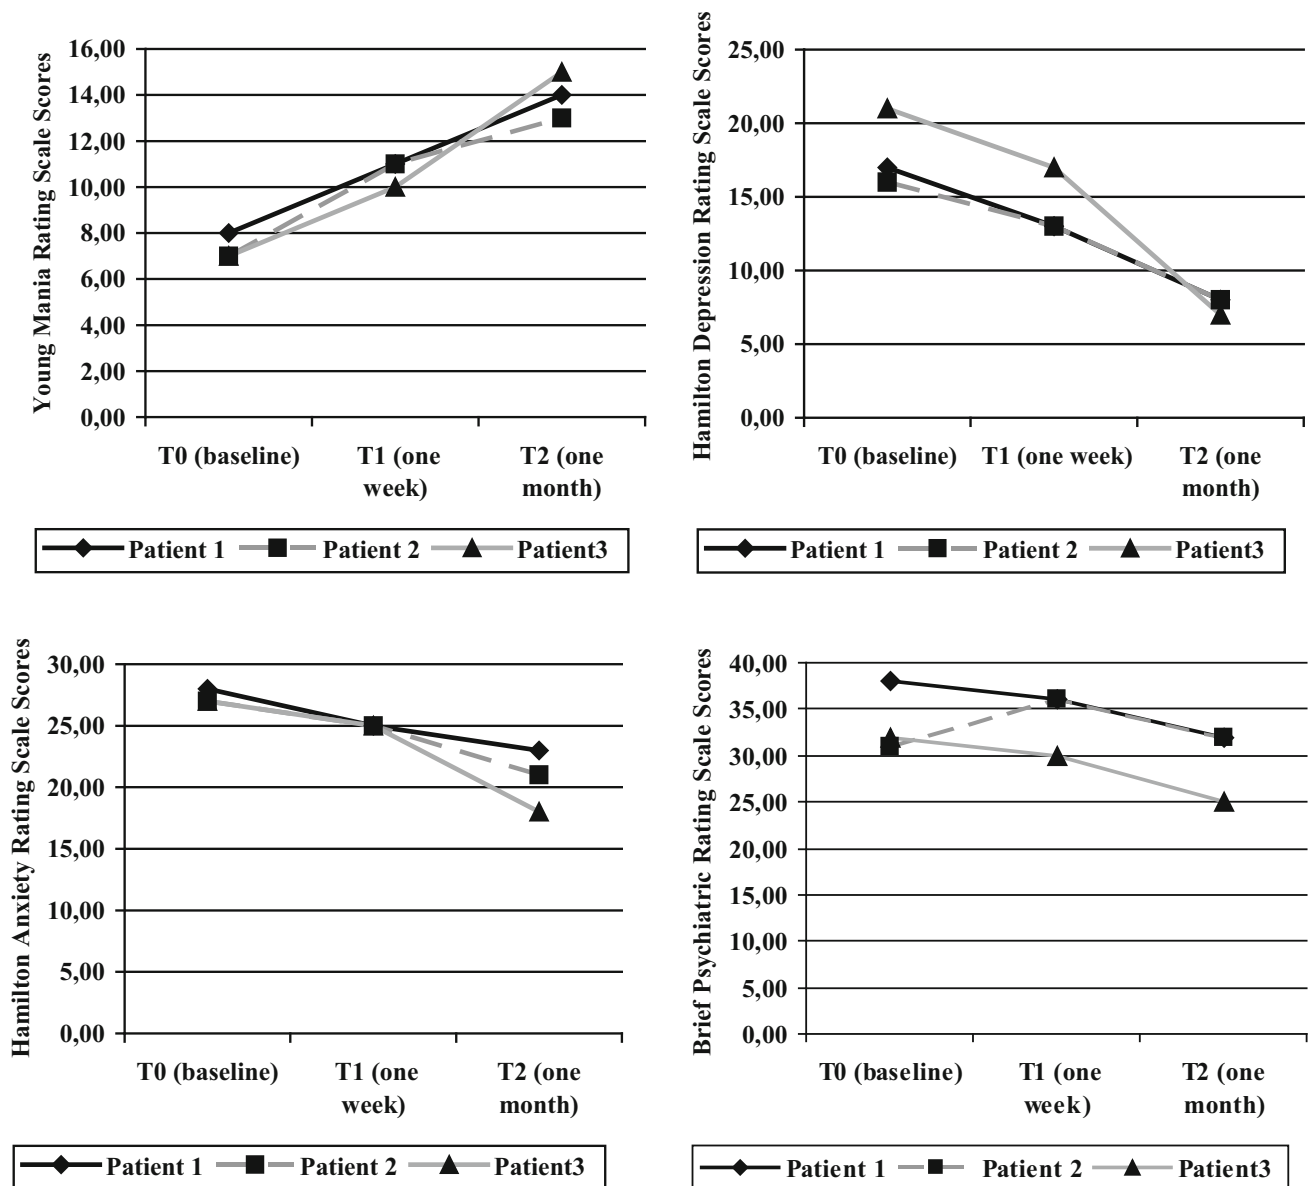 Young Mania Rating Scale Scores
16,00
14,00
12,00
10,00
8,00
6,00
4,00
2,00
0,00
T0 (baseline) T1 (one week) T2 (one month)
Patient 1 Patient 2 Patient3
Hamilton Depression Rating Scale Scores
25,00
20,00
15,00
10,00
5,00
0,00
T0 (baseline) T1 (one week) T2 (one month)
Patient 1 Patient 2 Patient3
Hamilton Anxiety Rating Scale Scores
30,00
25,00
20,00
15,00
10,00
5,00
0,00
T0 (baseline) T1 (one week) T2 (one month)
Patient 1 Patient 2 Patient3
Brief Psychiatric Rating Scale Scores
40,00
35,00
30,00
25,00
20,00
15,00
10,00
5,00
0,00
T0 (baseline) T1 (one week) T2 (one month)
Patient 1 Patient 2 Patient3